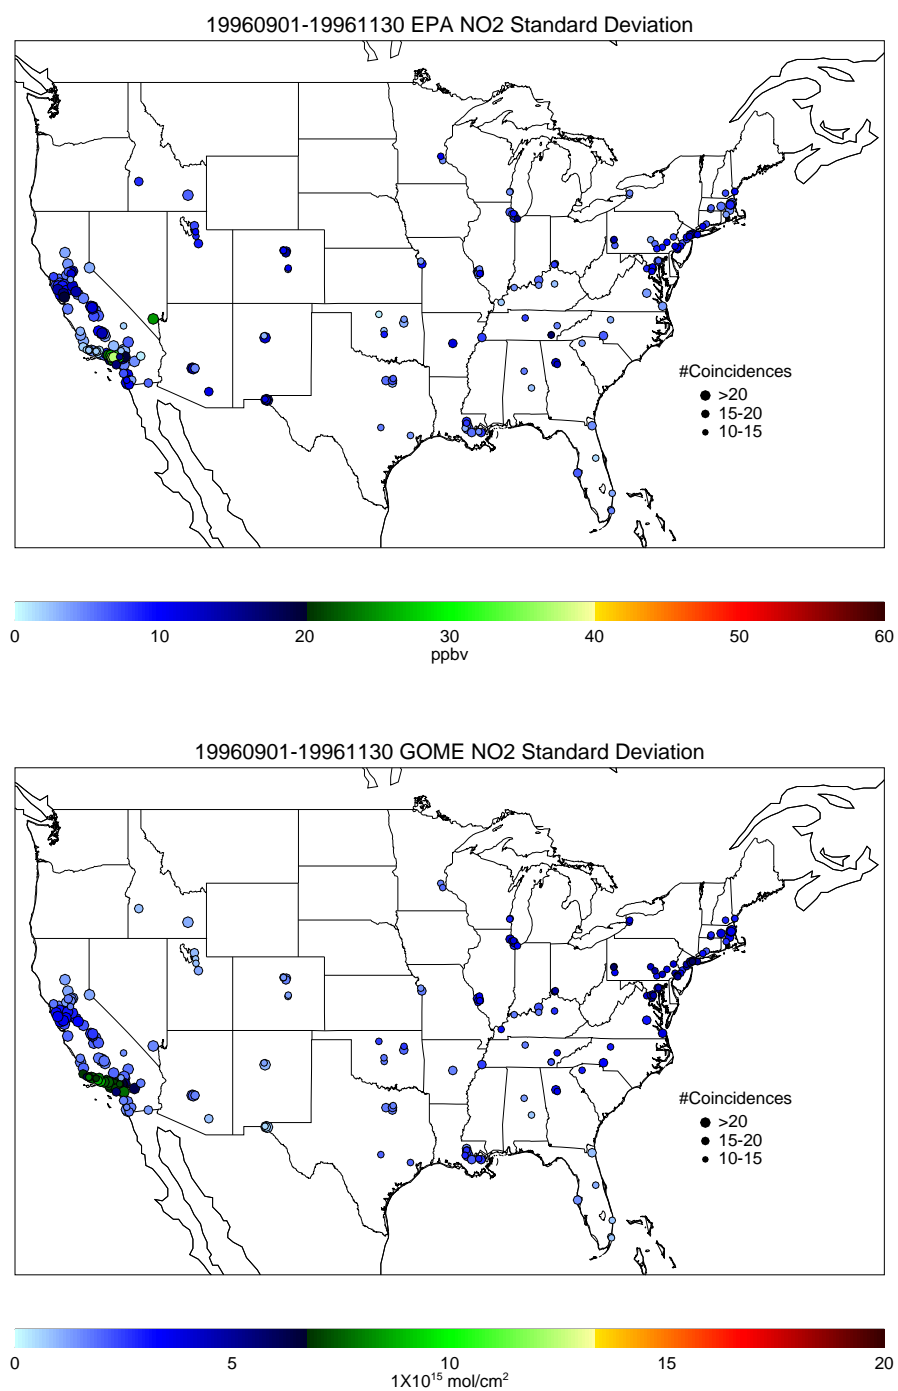 19960901-19961130 EPA NO2 Standard Deviation
#Coincidences
>20
15-20
10-15
0 10 20 30 40 50 60
ppbv
19960901-19961130 GOME NO2 Standard Deviation
#Coincidences
>20
15-20
10-15
0 5 10 15 20
1X10¹⁵ mol/cm²